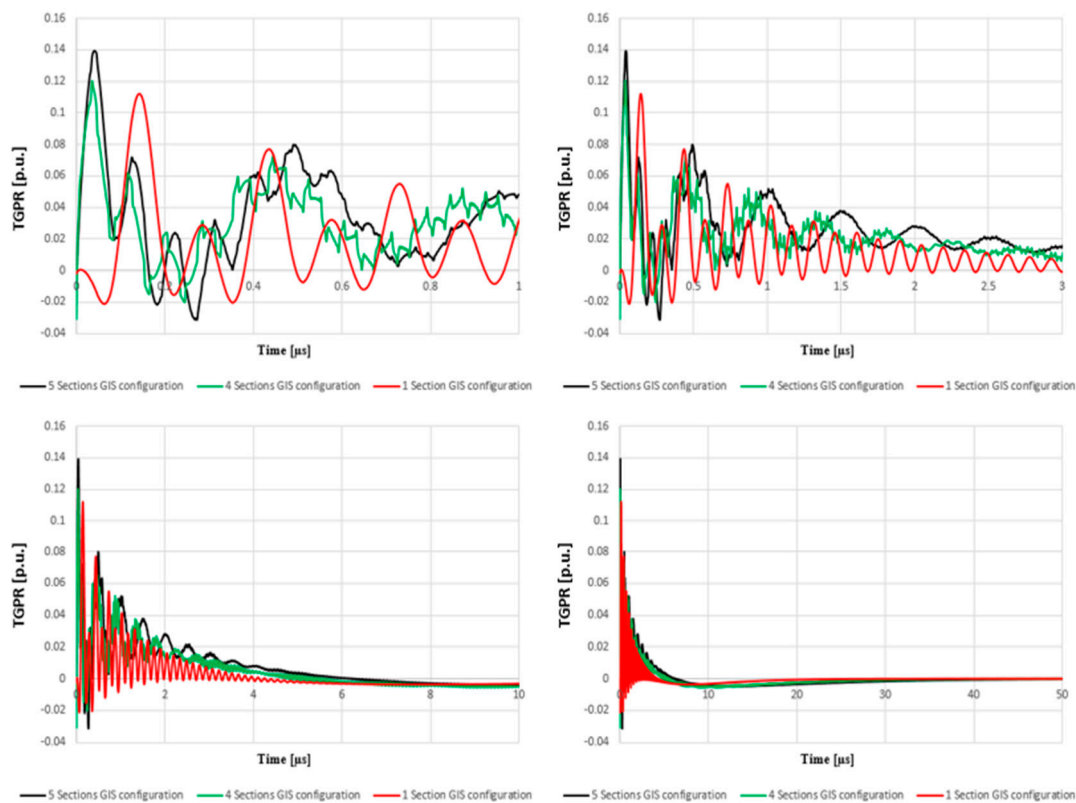 0.16
0.14
0.12
0.1
0.08
0.06
0.04
0.02
0
-0.02
-0.04
TGPR [p.u.]
0 0.2 0.4 0.6 0.8 1
Time [µs]
5 Sections GIS configuration 4 Sections GIS configuration 1 Section GIS configuration
0.16
0.14
0.12
0.1
0.08
0.06
0.04
0.02
0
-0.02
-0.04
TGPR [p.u.]
0 0.5 1 1.5 2 2.5 3
Time [µs]
5 Sections GIS configuration 4 Sections GIS configuration 1 Section GIS configuration
0.16
0.14
0.12
0.1
0.08
0.06
0.04
0.02
0
-0.02
-0.04
TGPR [p.u.]
0 2 4 6 8 10
Time [µs]
5 Sections GIS configuration 4 Sections GIS configuration 1 Section GIS configuration
0.16
0.14
0.12
0.1
0.08
0.06
0.04
0.02
0
-0.02
-0.04
TGPR [p.u.]
0 10 20 30 40 50
Time [µs]
5 Sections GIS configuration 4 Sections GIS configuration 1 Section GIS configuration